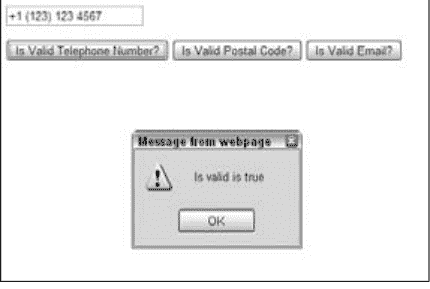 +1 (123) 123 4567
Is Valid Telephone Number? Is Valid Postal Code? Is Valid Email?
Message from webpage
Is valid is true
OK